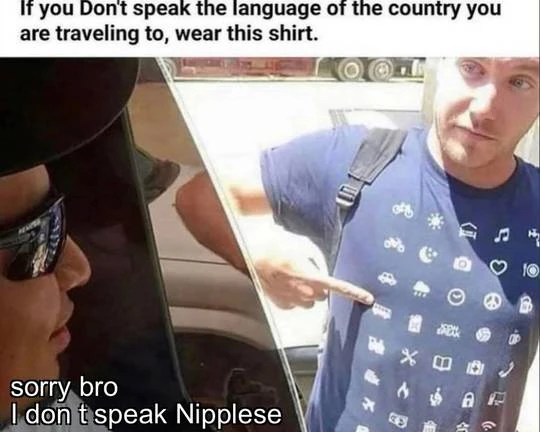 If you Don't speak the language of the country you
are traveling to, wear this shirt.
sorry bro
I don t speak Nipplese